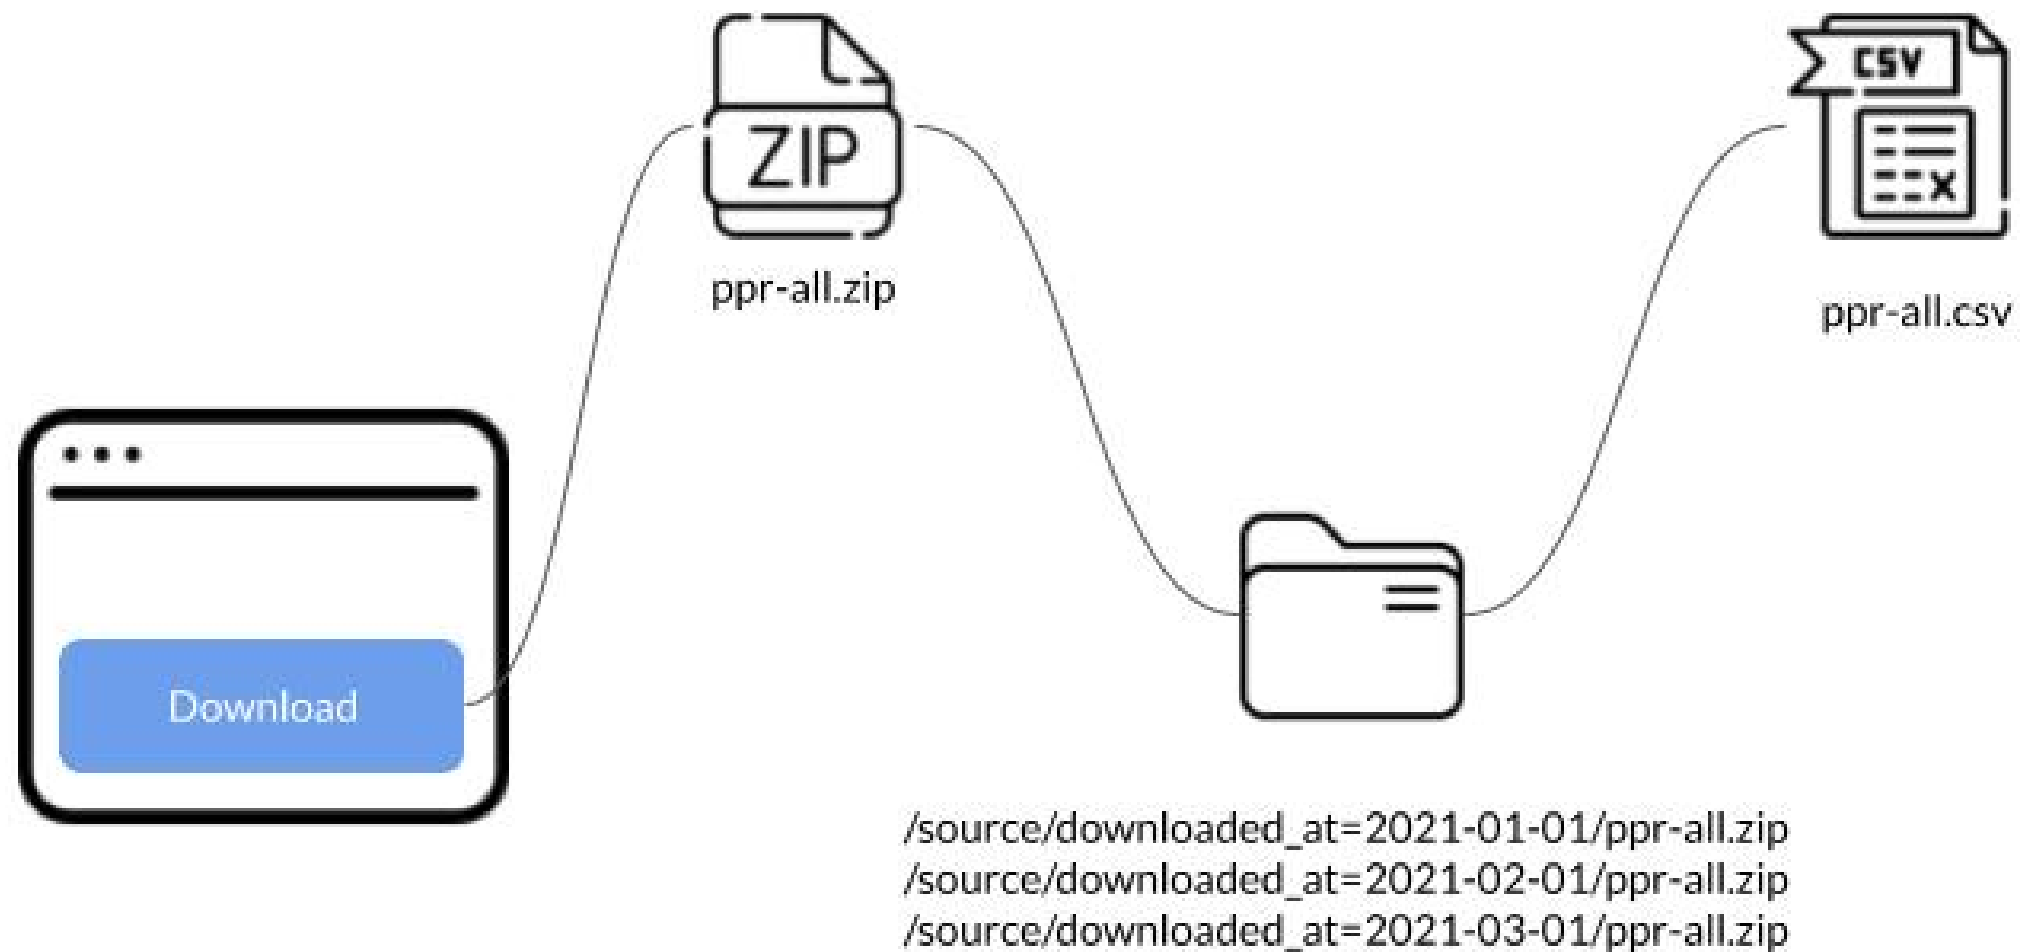 ZIP
ppr-all.zip
CSV
ppr-all.csv
Download
/source/downloaded_at=2021-01-01/ppr-all.zip
/source/downloaded_at=2021-02-01/ppr-all.zip
/source/downloaded_at=2021-03-01/ppr-all.zip